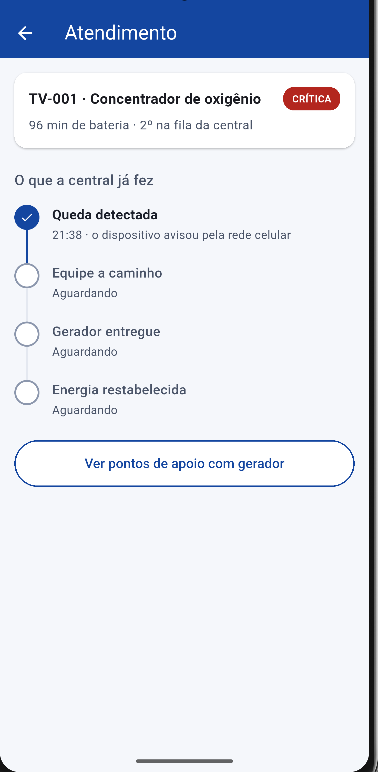 Atendimento
TV-001 · Concentrador de oxigênio
CRÍTICA
96 min de bateria · 2º na fila da central
O que a central já fez
Queda detectada
21:38 · o dispositivo avisou pela rede celular
Equipe a caminho
Aguardando
Gerador entregue
Aguardando
Energia restabelecida
Aguardando
Ver pontos de apoio com gerador